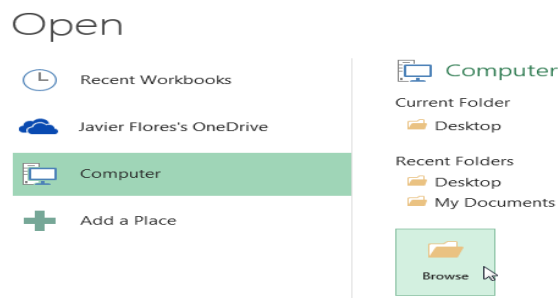 Open
Recent Workbooks
Javier Flores's OneDrive
Computer
Add a Place
Computer
Current Folder
Desktop
Recent Folders
Desktop
My Documents
Browse